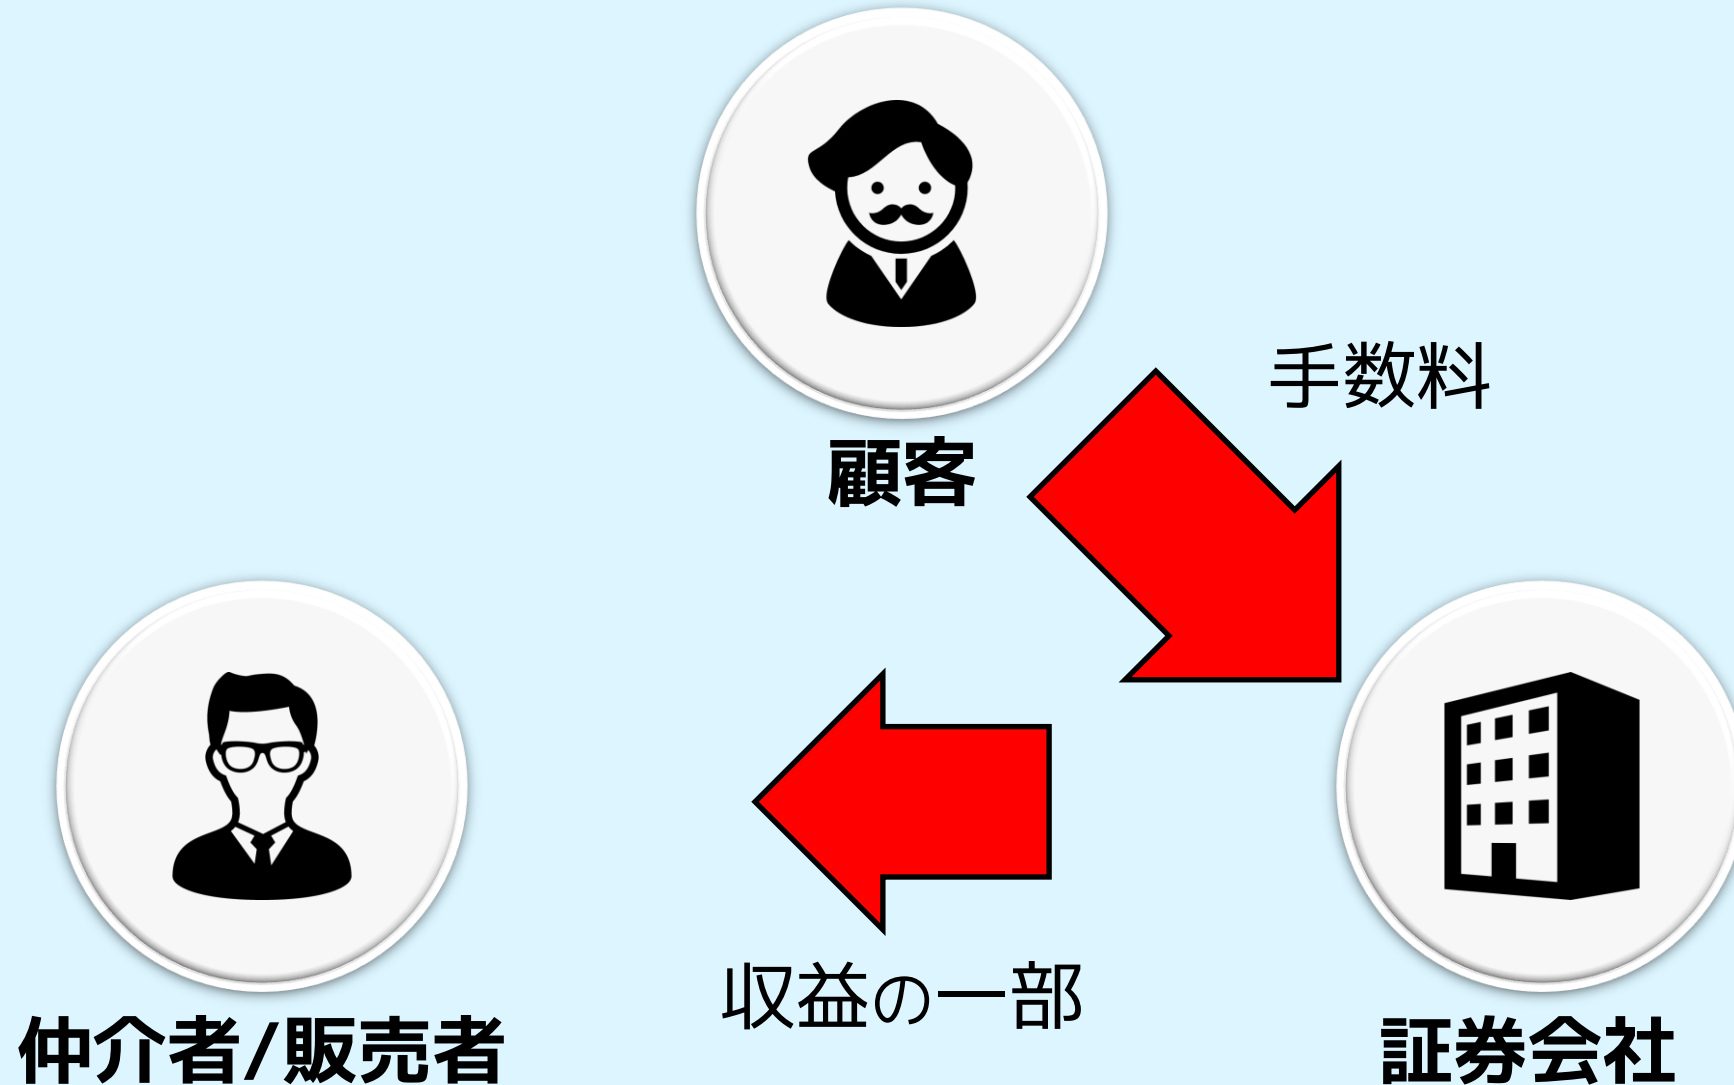 手数料
顧客
収益の一部
仲介者/販売者
証券会社